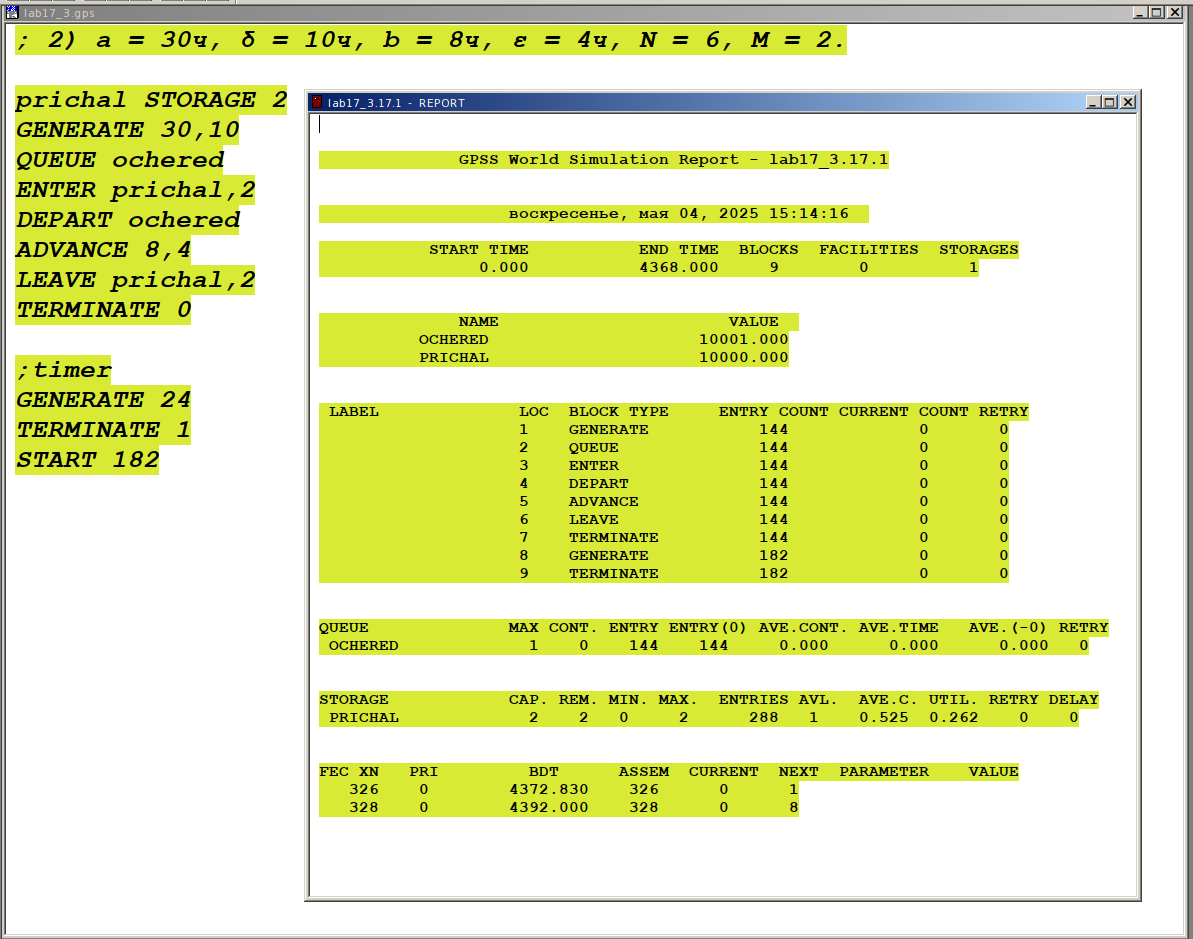 lab17_3.gps
; 2) a = 30ч, δ = 10ч, b = 8ч, ε = 4ч, N = 6, M = 2.
prichal STORAGE 2
GENERATE 30,10
QUEUE ochered
ENTER prichal,2
DEPART ochered
ADVANCE 8,4
LEAVE prichal,2
TERMINATE 0
;timer
GENERATE 24
TERMINATE 1
START 182
lab17_3.17.1 - REPORT
GPSS World Simulation Report - lab17_3.17.1
воскресенье, мая 04, 2025 15:14:16
START TIME END TIME BLOCKS FACILITIES STORAGES
0.000 4368.000 9 0 1
NAME VALUE
OCHERED 10001.000
PRICHAL 10000.000
LABEL LOC BLOCK TYPE ENTRY COUNT CURRENT COUNT RETRY
1 GENERATE 144 0 0
2 QUEUE 144 0 0
3 ENTER 144 0 0
4 DEPART 144 0 0
5 ADVANCE 144 0 0
6 LEAVE 144 0 0
7 TERMINATE 144 0 0
8 GENERATE 182 0 0
9 TERMINATE 182 0 0
QUEUE MAX CONT. ENTRY ENTRY(0) AVE.CONT. AVE.TIME AVE.(-0) RETRY
OCHERED 1 0 144 144 0.000 0.000 0.000 0
STORAGE CAP. REM. MIN. MAX. ENTRIES AVL. AVE.C. UTIL. RETRY DELAY
PRICHAL 2 2 0 2 288 1 0.525 0.262 0 0
FEC XN PRI BDT ASSEM CURRENT NEXT PARAMETER VALUE
326 0 4372.830 326 0 1
328 0 4392.000 328 0 8